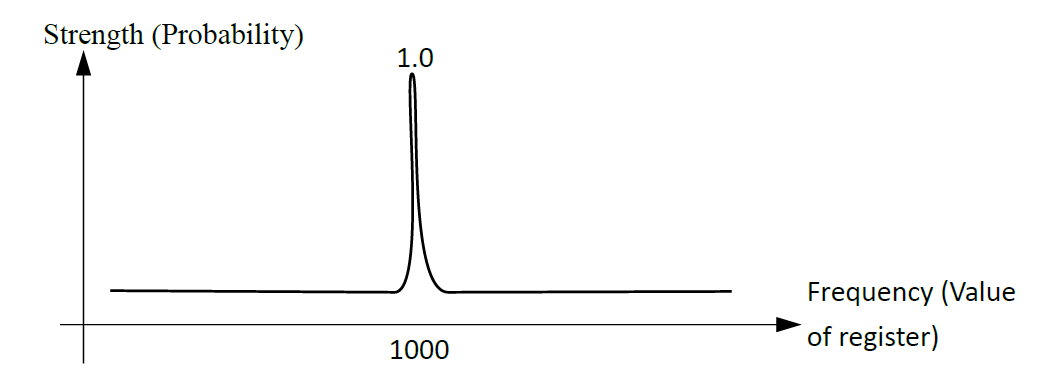 Strength (Probability)
1.0
Frequency (Value
of register)
1000